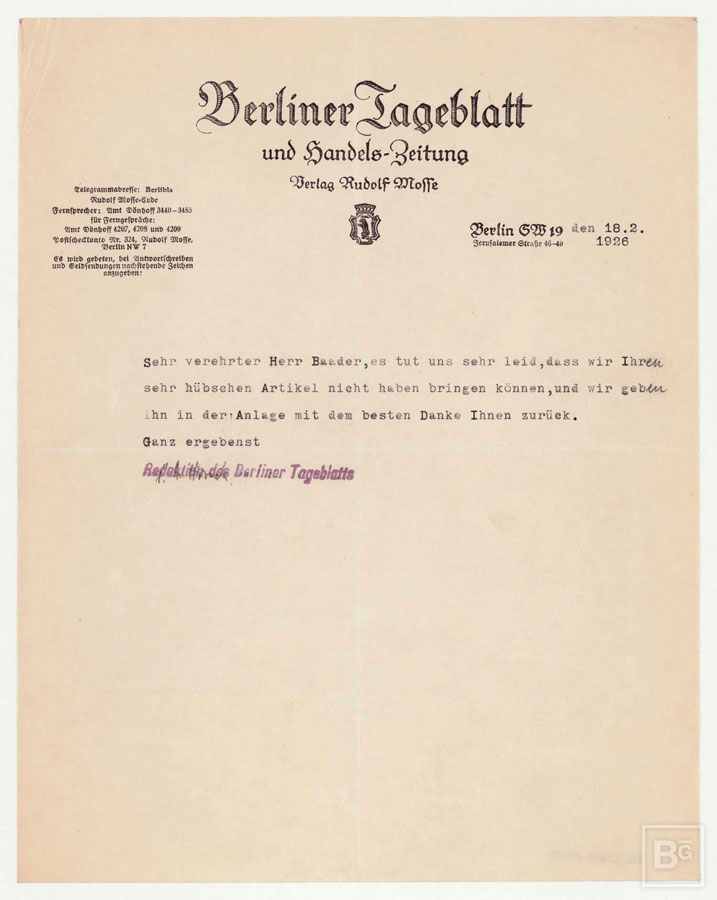 Berliner Tageblatt
und Handels-Zeitung
Verlag Rudolf Mosse
Telegrammadresse: Berlibla
Rudolf Mosse-Code
Fernsprecher: Amt Dönhoff 3440-3455
für Ferngespräche:
Amt Dönhoff 4207, 4208 und 4209
Postscheckkonto Nr. 324, Rudolf Mosse,
Berlin NW 7
Es wird gebeten, bei Antwortschreiben
und Geldsendungen nachstehende Zeichen
anzugeben:
Berlin SW 19 den 18.2.
Jerusalemer Straße 46-49 1926
Sehr verehrter Herr Baader,es tut uns sehr leid,dass wir Ihren
sehr hübschen Artikel nicht haben bringen können,und wir geben
ihn in der Anlage mit dem besten Danke Ihnen zurück.
Ganz ergebenst
Redaktion des Berliner Tageblatts
BG